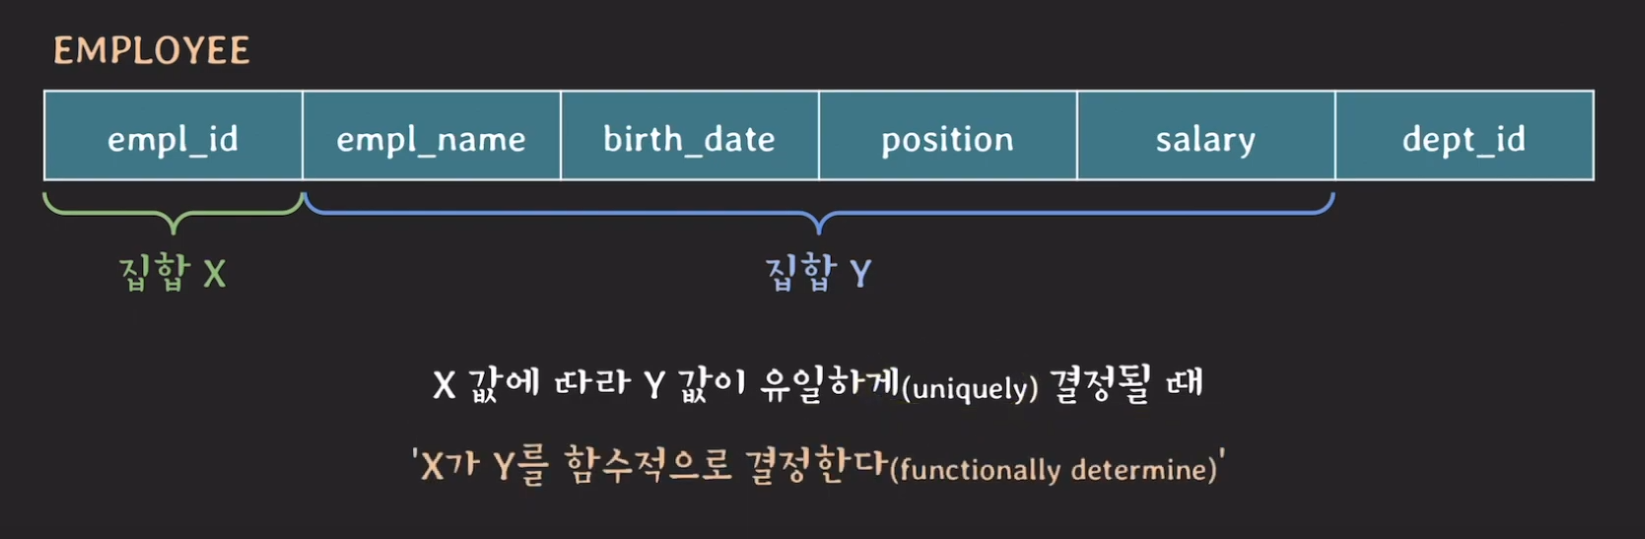 EMPLOYEE
empl_id empl_name birth_date position salary dept_id
집합 X 집합 Y
X 값에 따라 Y 값이 유일하게(uniquely) 결정될 때
'X가 Y를 함수적으로 결정한다(functionally determine)'